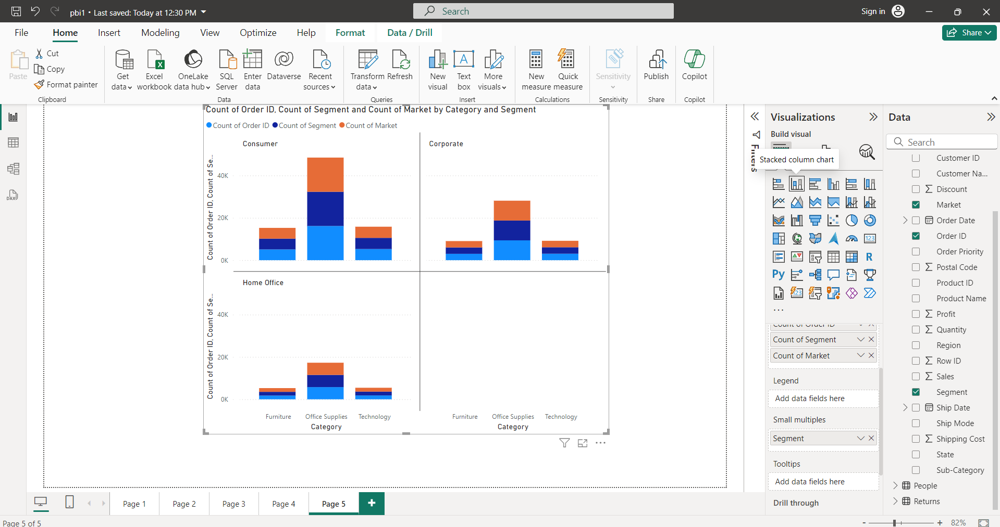 pbi1 • Last saved: Today at 12:30 PM
Search
Sign in
File Home Insert Modeling View Optimize Help Format Data / Drill
Share
Paste
Cut
Copy
Format painter
Clipboard
Get data
Excel workbook
OneLake data hub
SQL Server
Enter data
Dataverse
Recent sources
Data
Transform data
Refresh
Queries
New visual
Text box
More visuals
Insert
New measure
Quick measure
Calculations
Sensitivity
Sensitivity
Publish
Share
Copilot
Copilot
DAX
Count of Order ID, Count of Segment and Count of Market by Category and Segment
Count of Order ID Count of Segment Count of Market
Consumer
Corporate
Count of Order ID, Count of Se...
40K
20K
0K
Home Office
Count of Order ID, Count of Se...
40K
20K
0K
Furniture Office Supplies Technology
Category
Furniture Office Supplies Technology
Category
Filters
Visualizations
Build visual
Stacked column chart
123
R
Py
123
...
Count of Order ID
Count of Segment
Count of Market
Legend
Add data fields here
Small multiples
Segment
Tooltips
Add data fields here
Drill through
Data
Search
Customer ID
Customer Na...
Discount
Market
Order Date
Order ID
Order Priority
Postal Code
Product ID
Product Name
Profit
Quantity
Region
Row ID
Sales
Segment
Ship Date
Ship Mode
Shipping Cost
State
Sub-Category
People
Returns
Page 1 Page 2 Page 3 Page 4 Page 5
Page 5 of 5
- + 82%